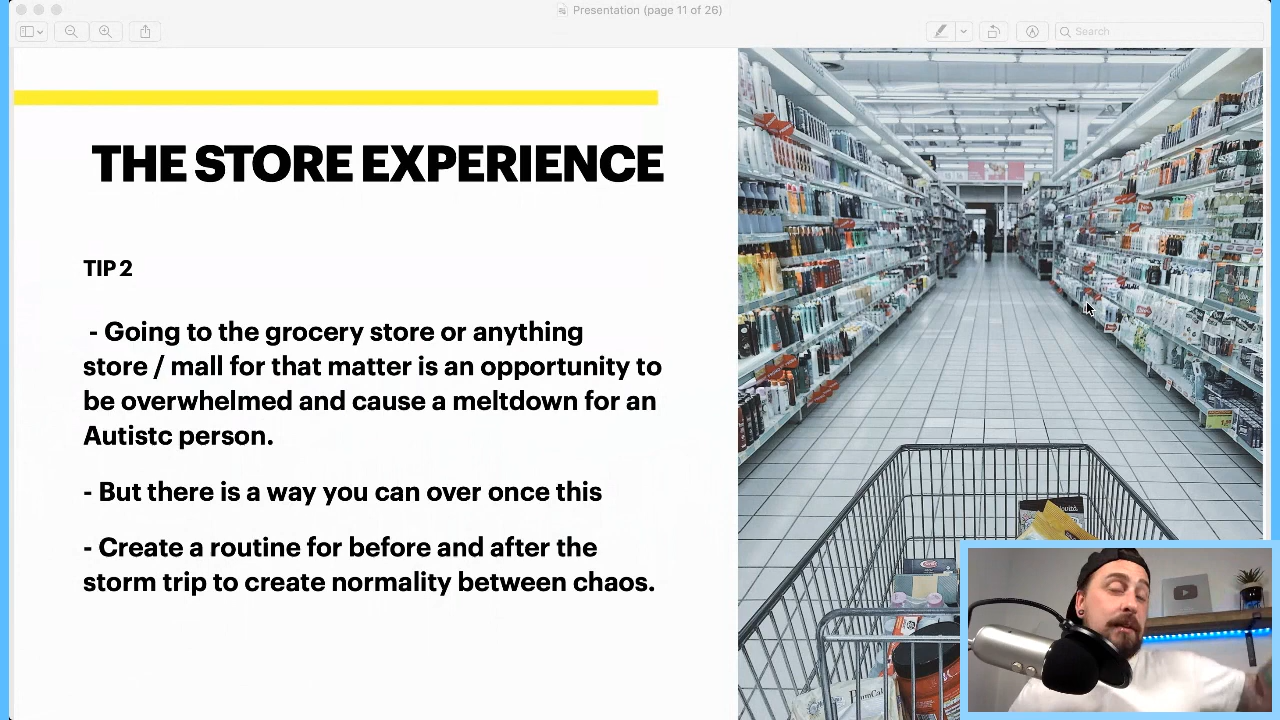 Presentation (page 11 of 26)
Search
THE STORE EXPERIENCE
TIP 2
- Going to the grocery store or anything
store / mall for that matter is an opportunity to
be overwhelmed and cause a meltdown for an
Autistc person.
- But there is a way you can over once this
- Create a routine for before and after the
storm trip to create normality between chaos.